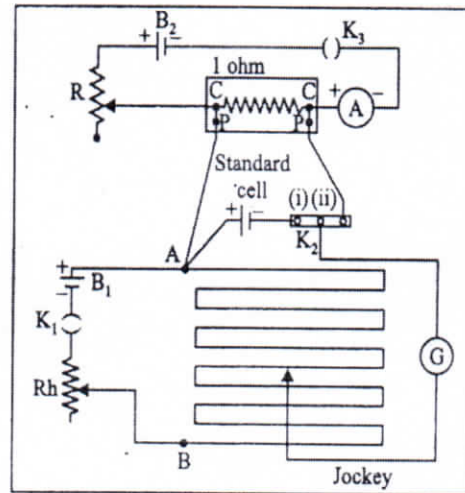 B₂
+ −
K₃
( )
1 ohm
R
C C
+ A −
P P
Standard
cell
+ −
(i) (ii)
K₂
A
+
−
B₁
K₁
G
Rh
B
Jockey